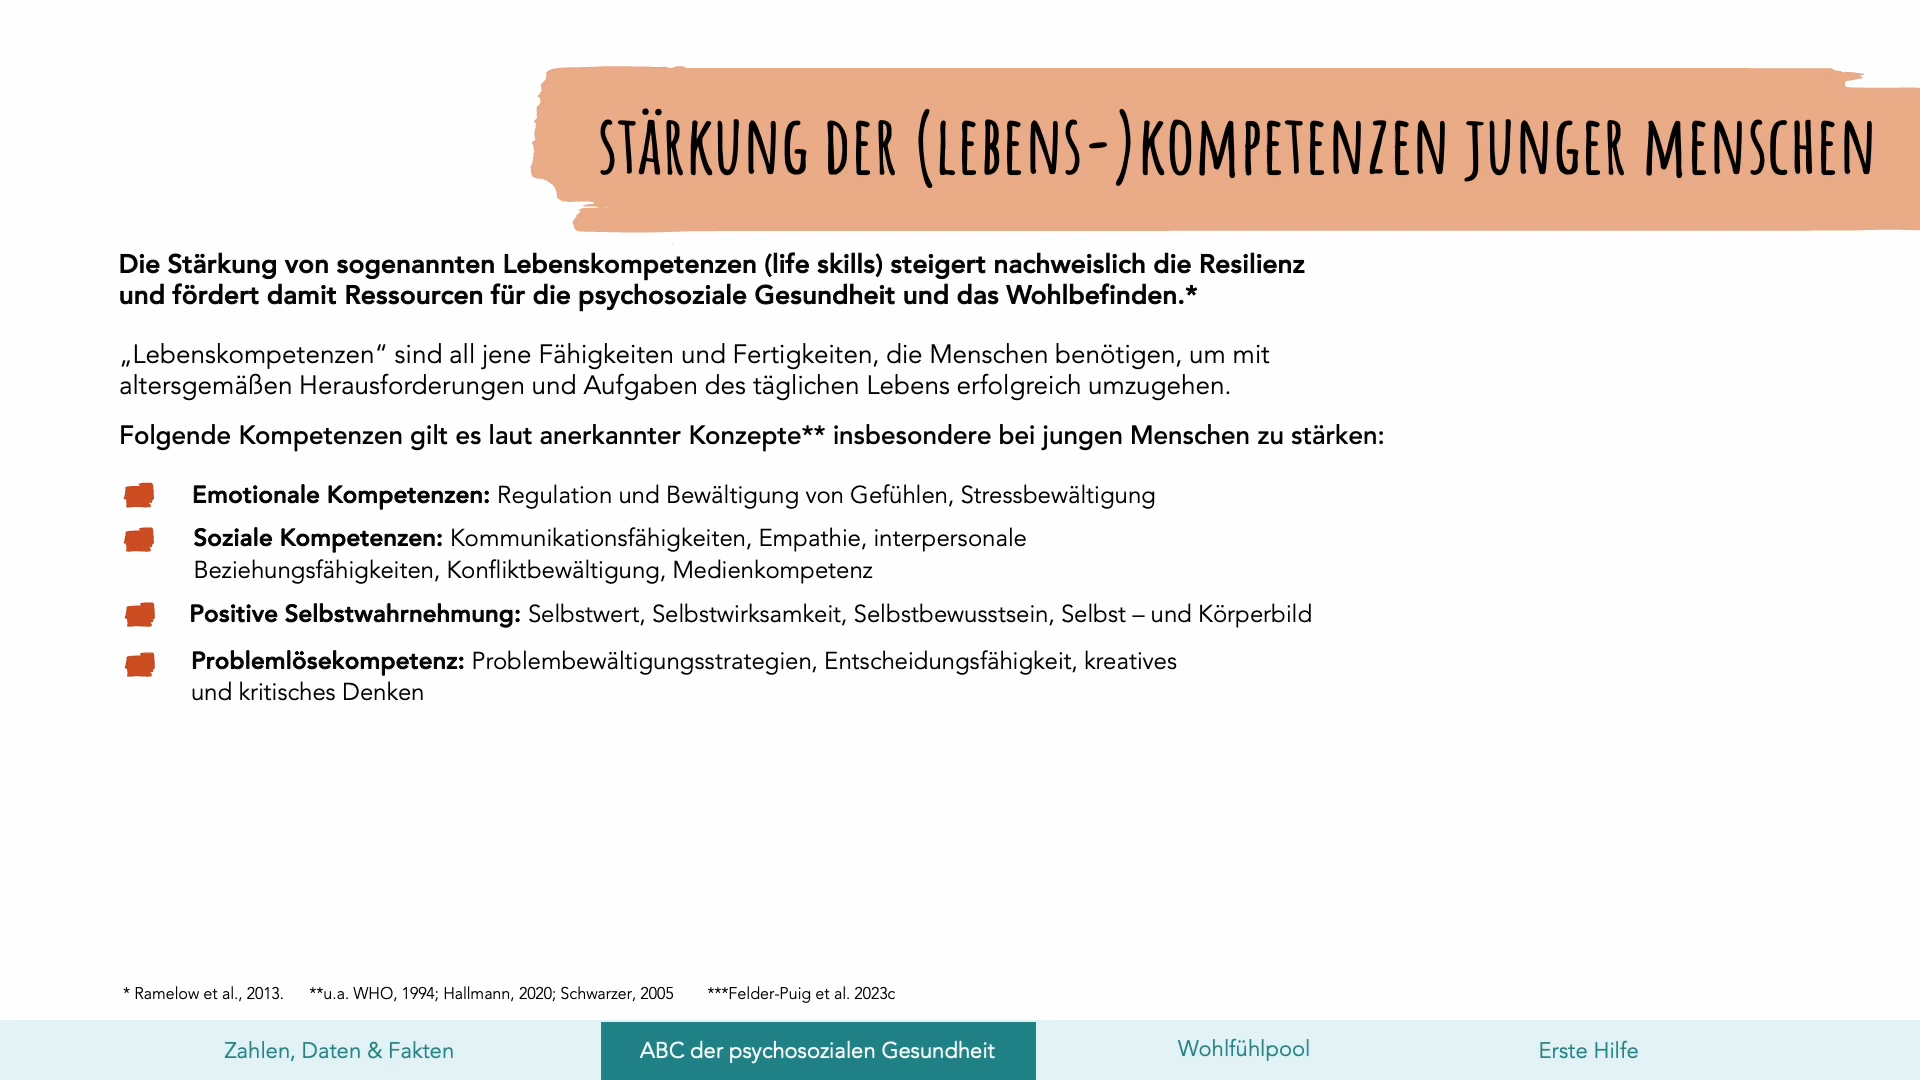 STÄRKUNG DER (LEBENS-)KOMPETENZEN JUNGER MENSCHEN
Die Stärkung von sogenannten Lebenskompetenzen (life skills) steigert nachweislich die Resilienz
und fördert damit Ressourcen für die psychosoziale Gesundheit und das Wohlbefinden.*
„Lebenskompetenzen“ sind all jene Fähigkeiten und Fertigkeiten, die Menschen benötigen, um mit
altersgemäßen Herausforderungen und Aufgaben des täglichen Lebens erfolgreich umzugehen.
Folgende Kompetenzen gilt es laut anerkannter Konzepte** insbesondere bei jungen Menschen zu stärken:
Emotionale Kompetenzen: Regulation und Bewältigung von Gefühlen, Stressbewältigung
Soziale Kompetenzen: Kommunikationsfähigkeiten, Empathie, interpersonale
Beziehungsfähigkeiten, Konfliktbewältigung, Medienkompetenz
Positive Selbstwahrnehmung: Selbstwert, Selbstwirksamkeit, Selbstbewusstsein, Selbst – und Körperbild
Problemlösekompetenz: Problembewältigungsstrategien, Entscheidungsfähigkeit, kreatives
und kritisches Denken
* Ramelow et al., 2013. **u.a. WHO, 1994; Hallmann, 2020; Schwarzer, 2005 ***Felder-Puig et al. 2023c
Zahlen, Daten & Fakten ABC der psychosozialen Gesundheit Wohlfühlpool Erste Hilfe